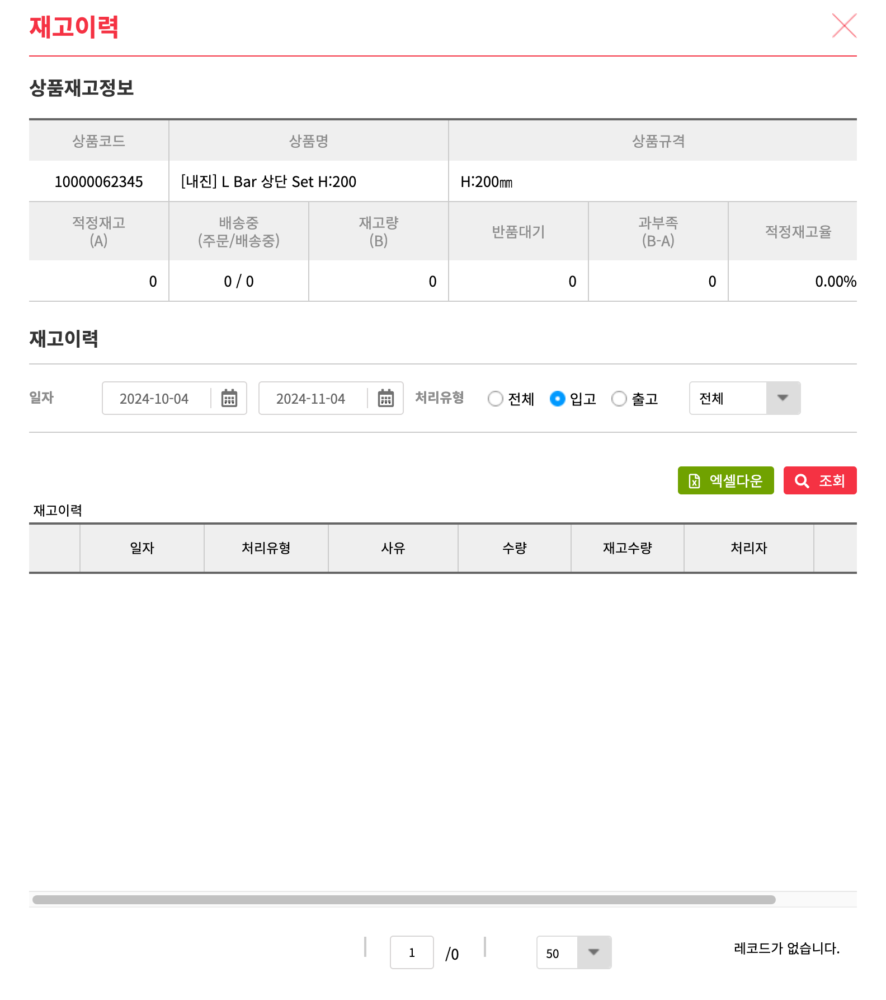 재고이력
상품재고정보
상품코드 상품명 상품규격
10000062345 [내진] L Bar 상단 Set H:200 H:200㎜
적정재고 (A) 배송중 (주문/배송중) 재고량 (B) 반품대기 과부족 (B-A) 적정재고율
0 0 / 0 0 0 0 0.00%
재고이력
일자 2024-10-04 2024-11-04 처리유형 전체 입고 출고 전체
엑셀다운 조회
재고이력
일자 처리유형 사유 수량 재고수량 처리자
1 /0 50 레코드가 없습니다.